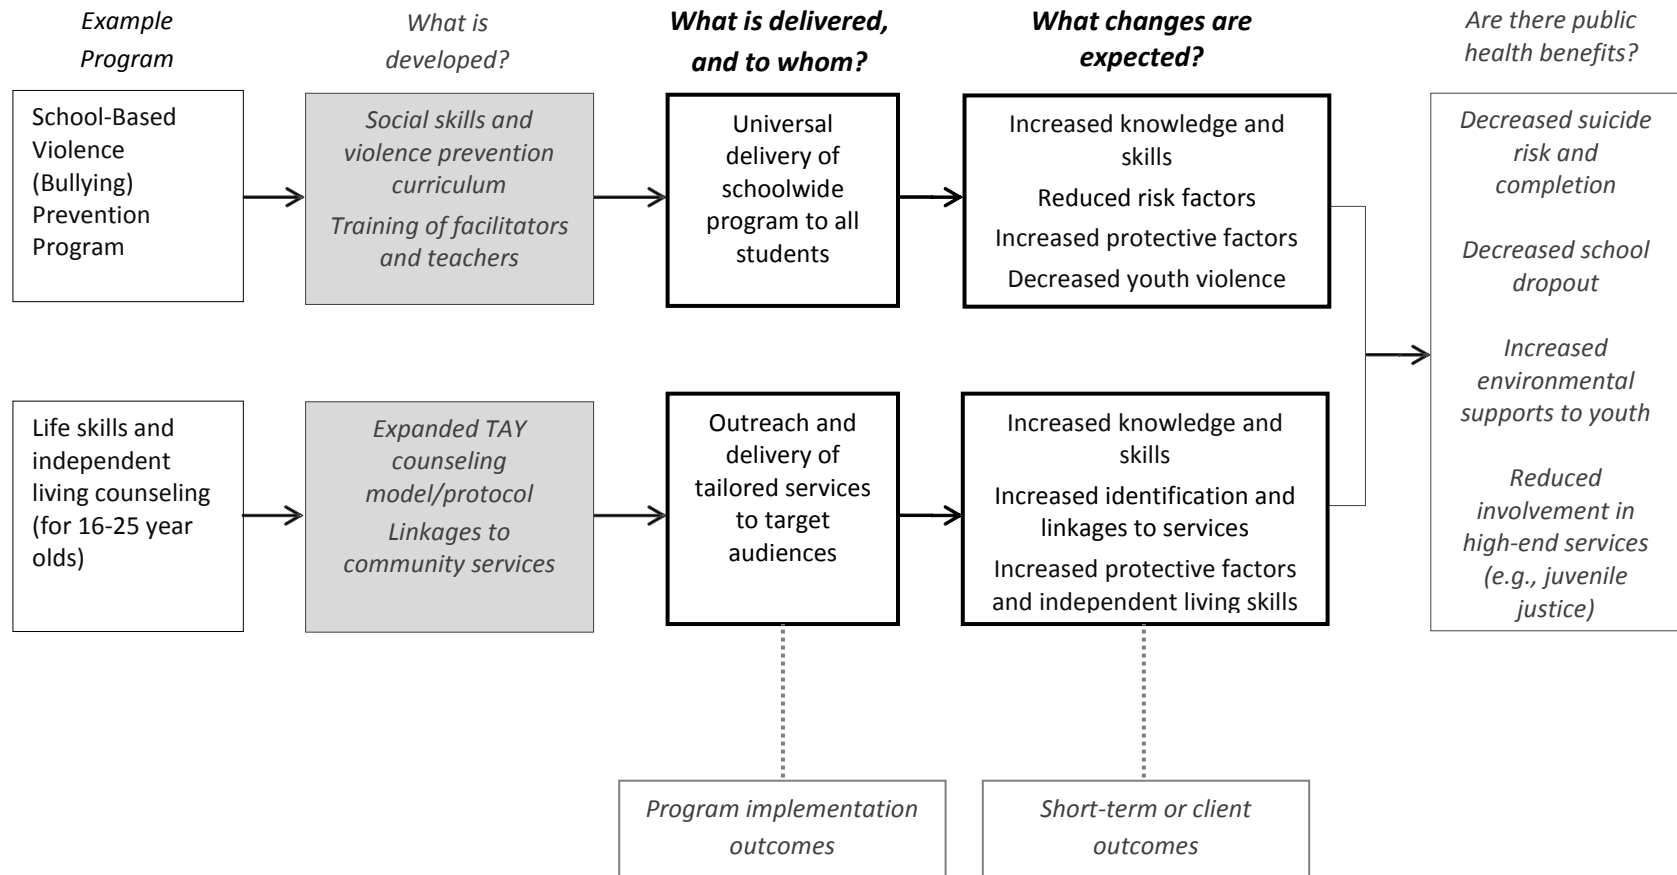 Example
Program
What is
developed?
What is delivered,
and to whom?
What changes are
expected?
Are there public
health benefits?
School-Based
Violence
(Bullying)
Prevention
Program
Social skills and
violence prevention
curriculum
Training of facilitators
and teachers
Universal
delivery of
schoolwide
program to all
students
Increased knowledge and
skills
Reduced risk factors
Increased protective factors
Decreased youth violence
Decreased suicide
risk and
completion
Decreased school
dropout
Increased
environmental
supports to youth
Reduced
involvement in
high-end services
(e.g., juvenile
justice)
Life skills and
independent
living counseling
(for 16-25 year
olds)
Expanded TAY
counseling
model/protocol
Linkages to
community services
Outreach and
delivery of
tailored services
to target
audiences
Increased knowledge and
skills
Increased identification and
linkages to services
Increased protective factors
and independent living skills
Program implementation
outcomes
Short-term or client
outcomes